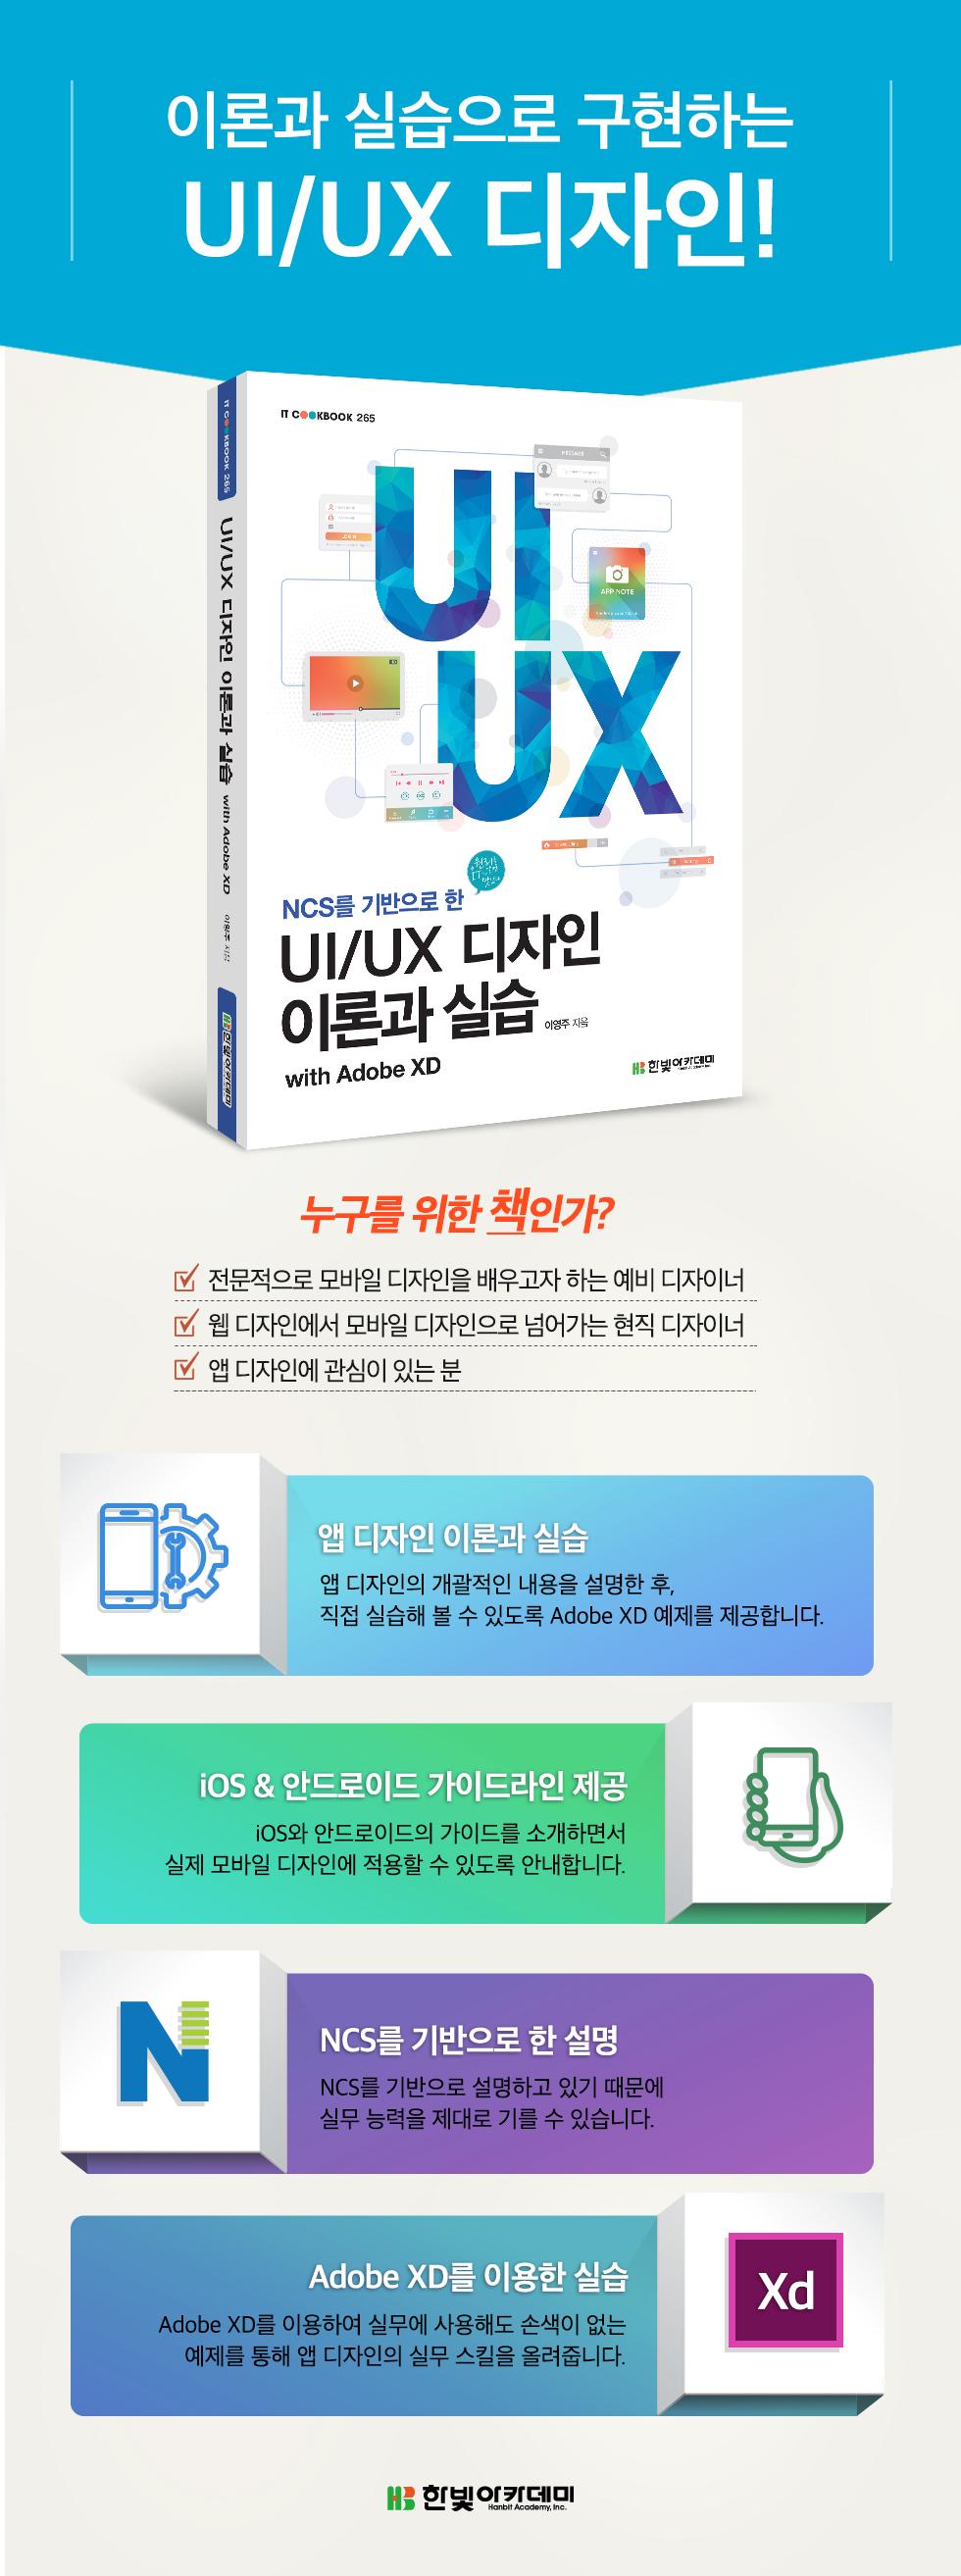 이론과 실습으로 구현하는
UI/UX 디자인!
IT COOKBOOK 265
UI/UX 디자인 이론과 실습 with Adobe XD
이영주 지음
한빛아카데미
IT COOKBOOK 265
LOGIN
APP NOTE
NCS를 기반으로 한
UI/UX 디자인
이론과 실습
이영주 지음
with Adobe XD
한빛아카데미
누구를 위한 책인가?
전문적으로 모바일 디자인을 배우고자 하는 예비 디자이너
웹 디자인에서 모바일 디자인으로 넘어가는 현직 디자이너
앱 디자인에 관심이 있는 분
앱 디자인 이론과 실습
앱 디자인의 개괄적인 내용을 설명한 후,
직접 실습해 볼 수 있도록 Adobe XD 예제를 제공합니다.
iOS & 안드로이드 가이드라인 제공
iOS와 안드로이드의 가이드를 소개하면서
실제 모바일 디자인에 적용할 수 있도록 안내합니다.
N
NCS를 기반으로 한 설명
NCS를 기반으로 설명하고 있기 때문에
실무 능력을 제대로 기를 수 있습니다.
Adobe XD를 이용한 실습
Adobe XD를 이용하여 실무에 사용해도 손색이 없는
예제를 통해 앱 디자인의 실무 스킬을 올려줍니다.
Xd
한빛아카데미
Hanbit Academy, Inc.